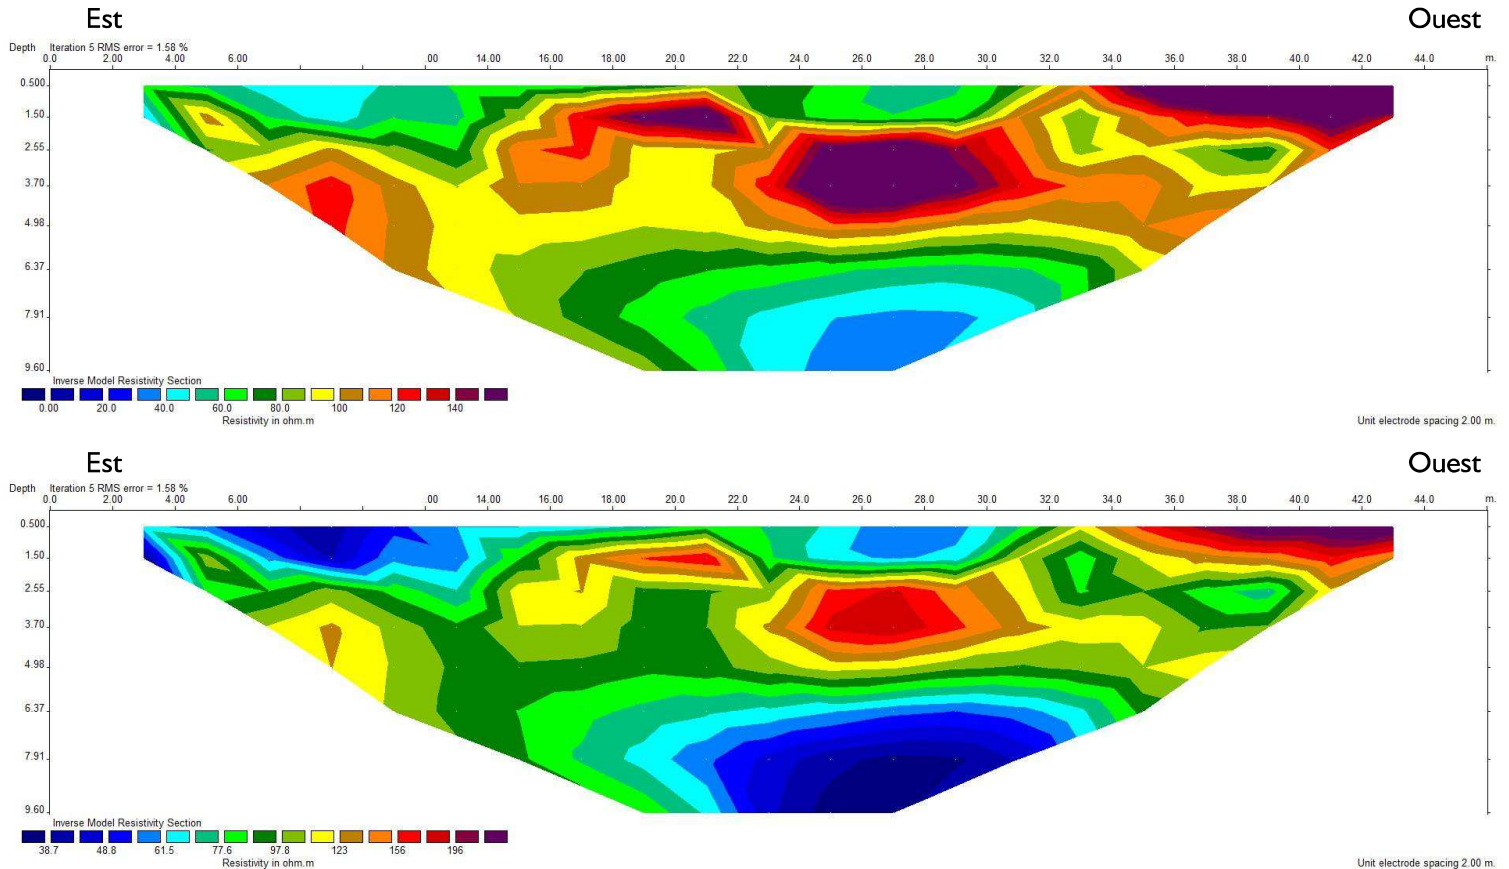 Est Ouest
Depth Iteration 5 RMS error = 1.58 %
0.0 2.00 4.00 6.00 00 14.00 16.00 18.00 20.0 22.0 24.0 26.0 28.0 30.0 32.0 34.0 36.0 38.0 40.0 42.0 m.
0.500
1.50
2.55
3.70
4.98
6.37
7.91
9.60
Inverse Model Resistivity Section
0.00 20.0 40.0 60.0 80.0 100 120 140
Resistivity in ohm.m Unit electrode spacing 2.00 m.
Est Ouest
Depth Iteration 5 RMS error = 1.58 %
0.0 2.00 4.00 6.00 00 14.00 16.00 18.00 20.0 22.0 24.0 26.0 28.0 30.0 32.0 34.0 36.0 38.0 40.0 42.0 44.0 m.
0.500
1.50
2.55
3.70
4.98
6.37
7.91
9.60
Inverse Model Resistivity Section
38.7 48.8 61.5 77.6 97.8 123 156 196
Resistivity in ohm.m Unit electrode spacing 2.00 m.